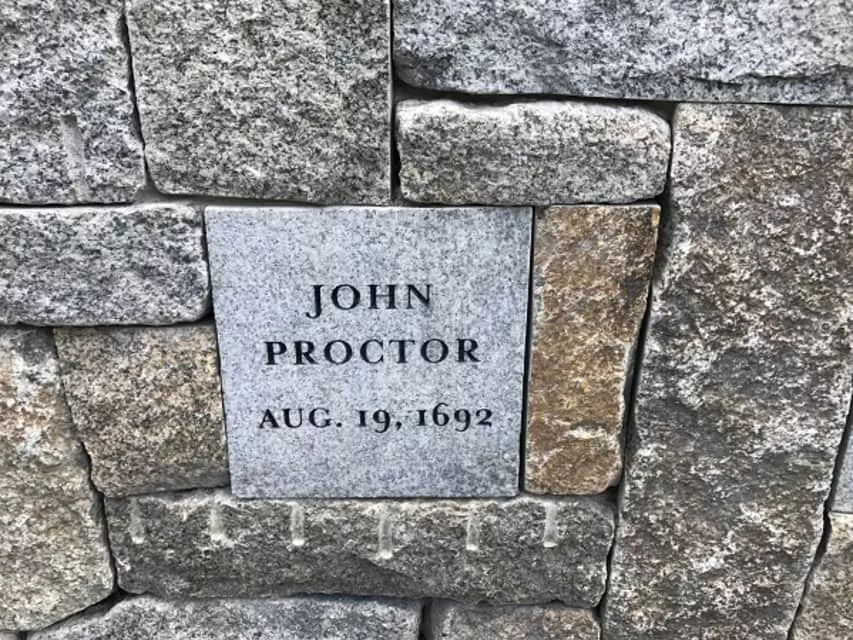 JOHN
PROCTOR
AUG. 19, 1692